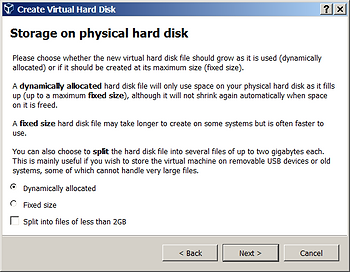 Create Virtual Hard Disk
Storage on physical hard disk
Please choose whether the new virtual hard disk file should grow as it is used (dynamically
allocated) or if it should be created at its maximum size (fixed size).
A dynamically allocated hard disk file will only use space on your physical hard disk as it fills
up (up to a maximum fixed size), although it will not shrink again automatically when space
on it is freed.
A fixed size hard disk file may take longer to create on some systems but is often faster to
use.
You can also choose to split the hard disk file into several files of up to two gigabytes each.
This is mainly useful if you wish to store the virtual machine on removable USB devices or old
systems, some of which cannot handle very large files.
Dynamically allocated
Fixed size
Split into files of less than 2GB
< Back
Next >
Cancel